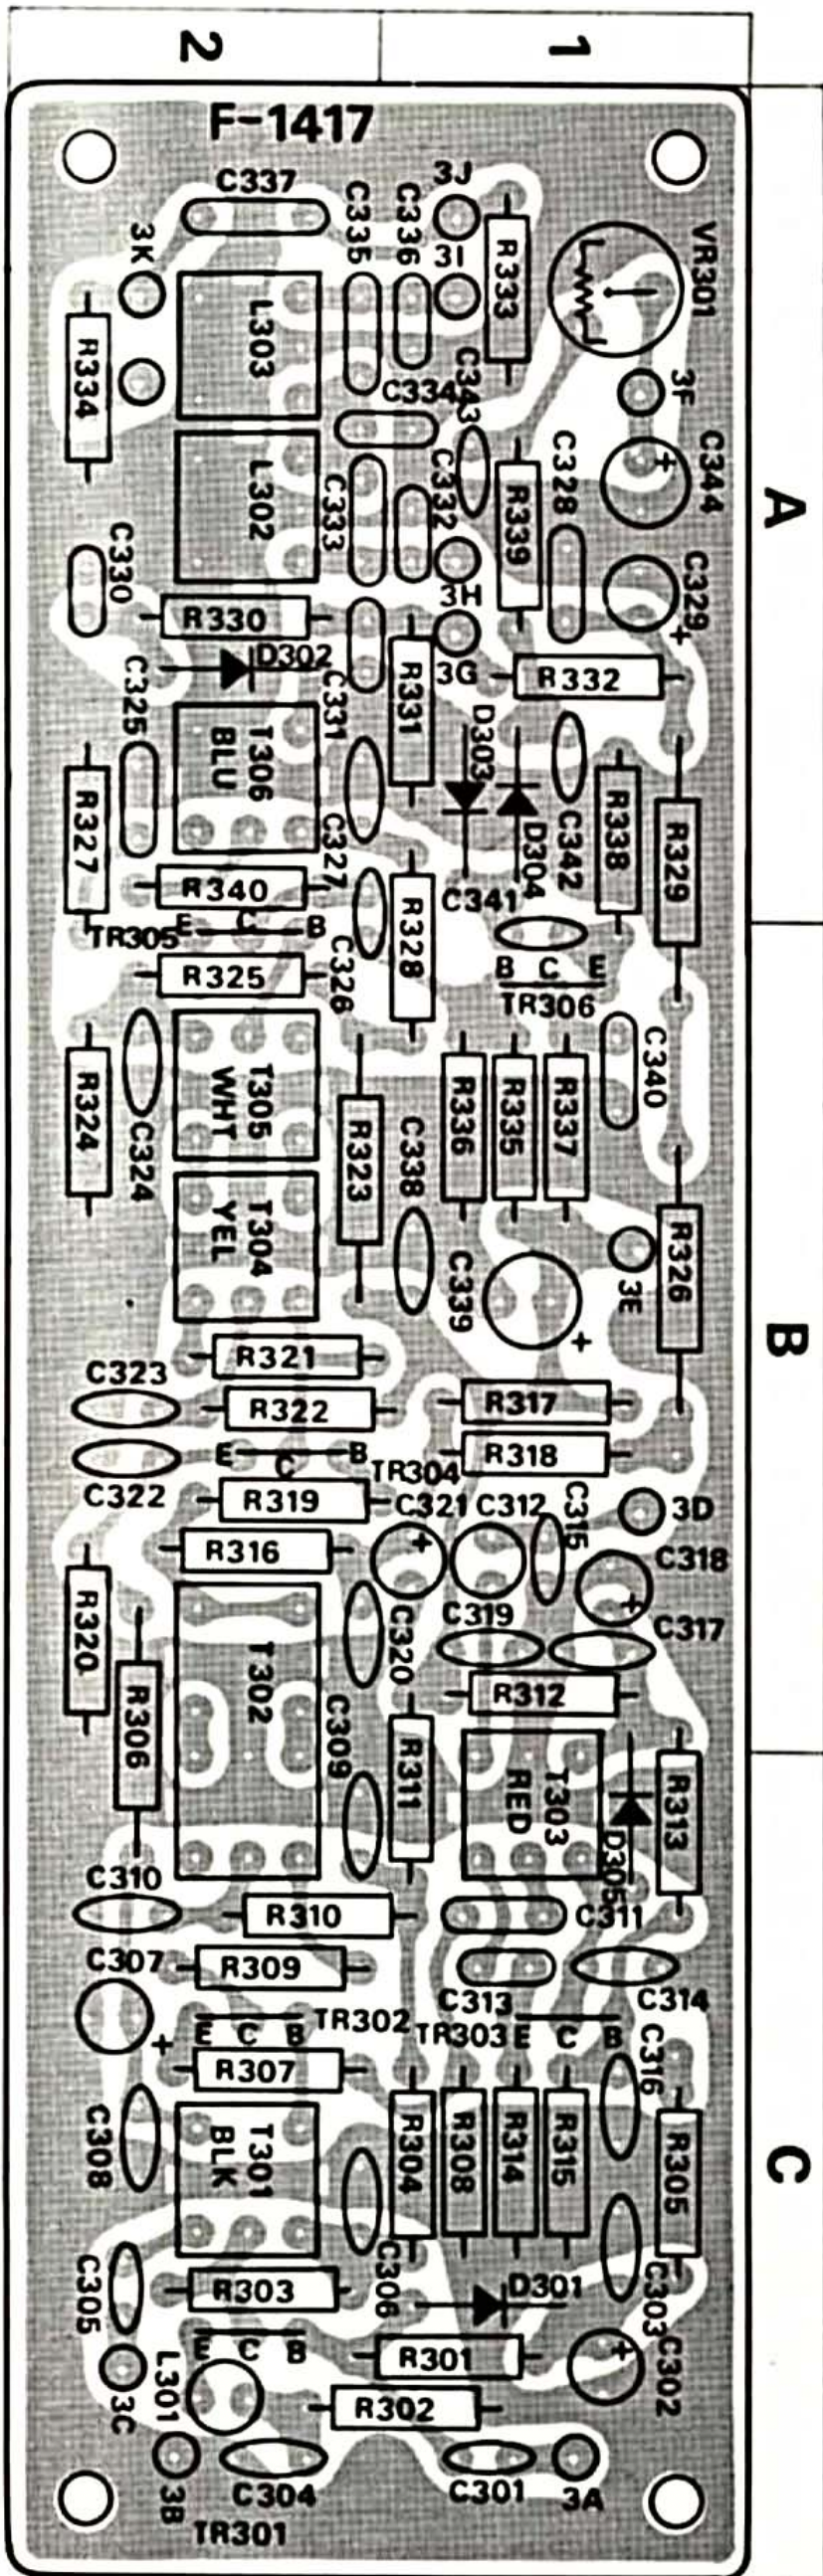 2 1
F-1417
C337
C335
C336
3J
3I
3K
R333
VR301
L303
R334
C334
C343
3F
C344
A
L302
C333
C332
R339
C328
C329
+
+
C330
R330
3H
3G
D302
R331
R332
C325
C331
T306
BLU
D303
D304
C342
R338
R329
R327
C327
R340
C341
TR305
E C B
R328
C326
B C E
TR306
R325
C340
R324
C324
T305
WHT
R323
C338
R336
R335
R337
T304
YEL
C339
+
3E
R326
B
R321
C323
R322
R317
E C B
TR304
R318
C322
R319
C321
+
C312
C315
3D
R316
C318
+
R320
C320
C319
C317
T302
R306
C309
R312
R311
T303
RED
D305
R313
C310
R310
C311
C307
+
R309
C313
C314
E C B
TR302
TR303
E C B
R307
C316
C308
T301
BLK
R304
R308
R314
R315
R305
C
C305
R303
C306
D301
C303
C302
+
E C B
R301
3C
L301
R302
3B
C304
C301
3A
TR301